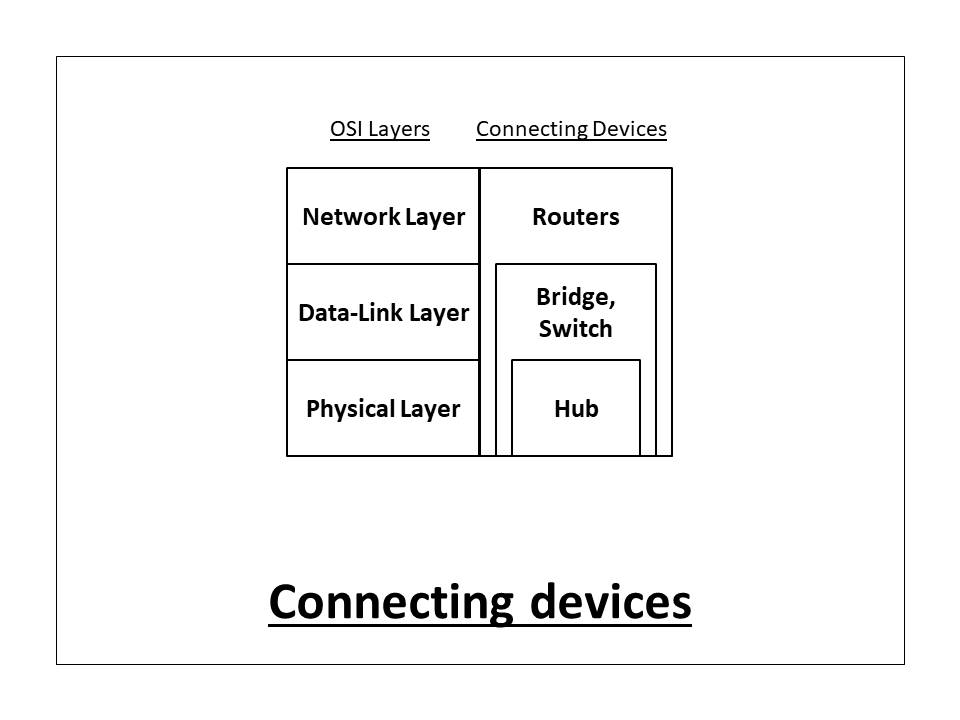 OSI Layers
Connecting Devices
Network Layer
Routers
Data-Link Layer
Bridge,
Switch
Physical Layer
Hub
Connecting devices